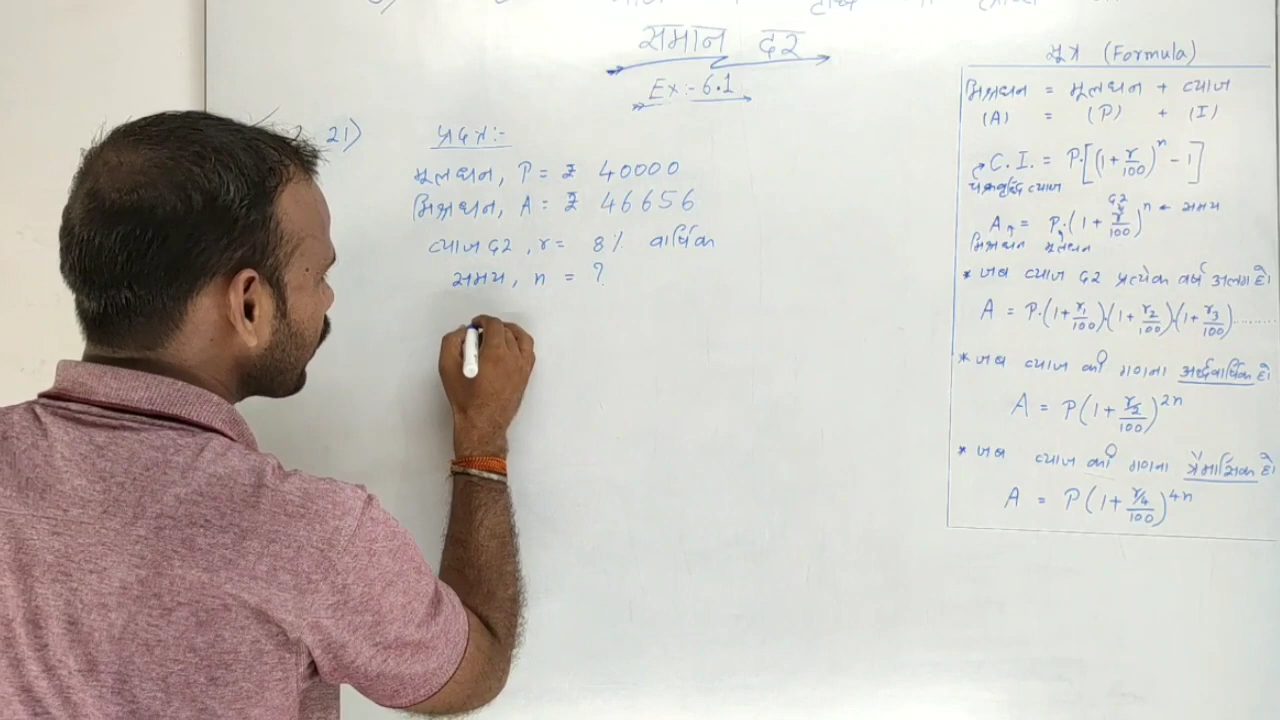 समान दर
Ex:- 6.1
21)
प्रदत्त:-
मूलधन, P = ₹ 40000
मिश्रधन, A = ₹ 46656
ब्याज दर, r = 8% वार्षिक
समय, n = ?
सूत्र (Formula)
मिश्रधन = मूलधन + ब्याज
(A) = (P) + (I)
C.I. = P.[(1+r/100)^n - 1]
चक्रवृद्धि ब्याज
दर
A = P.(1+r/100)^n ← समय
मिश्रधन मूलधन
* जब ब्याज दर प्रत्येक वर्ष अलग हो।
A = P.(1+r₁/100).(1+r₂/100).(1+r₃/100)........
* जब ब्याज की गणना अर्द्धवार्षिक हो।
A = P(1+r/2/100)^2n
* जब ब्याज की गणना त्रैमासिक हो।
A = P(1+r/4/100)^4n